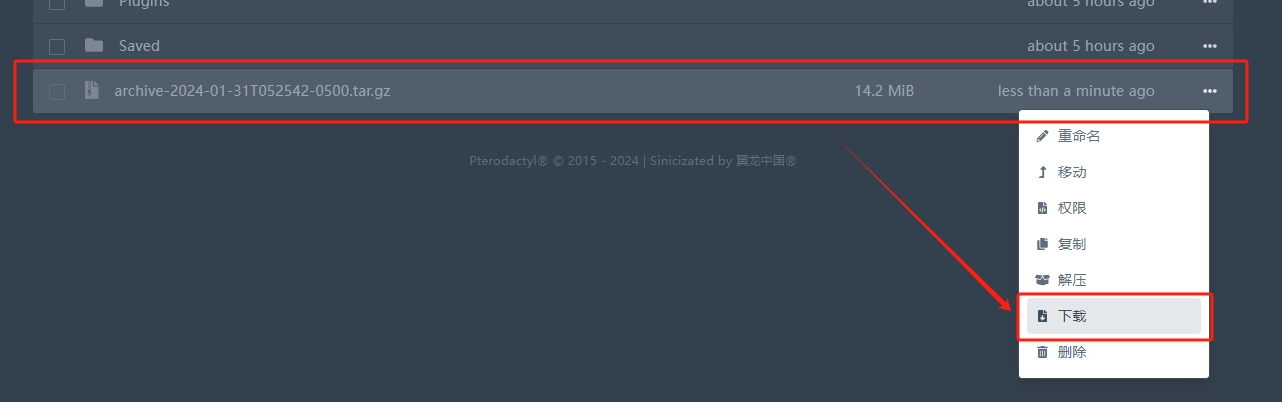 Plugins about 5 hours ago
Saved about 5 hours ago
archive-2024-01-31T052542-0500.tar.gz 14.2 MiB less than a minute ago
重命名
Pterodactyl® © 2015 - 2024 | Sinicizated by 翼龙中国®
移动
权限
复制
解压
下载
删除